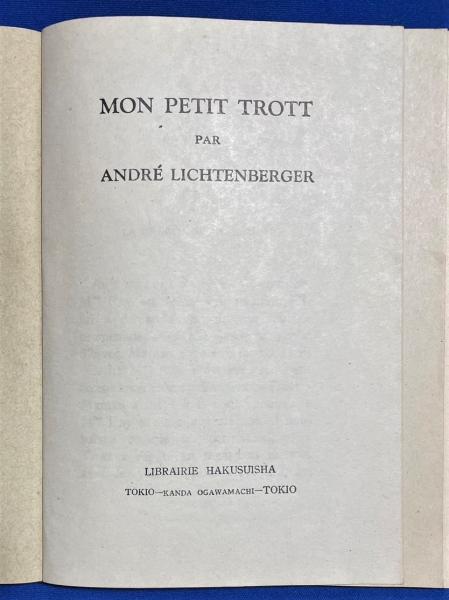 MON PETIT TROTT
PAR
ANDRÉ LICHTENBERGER
LIBRAIRIE HAKUSUISHA
TOKIO—KANDA OGAWAMACHI—TOKIO